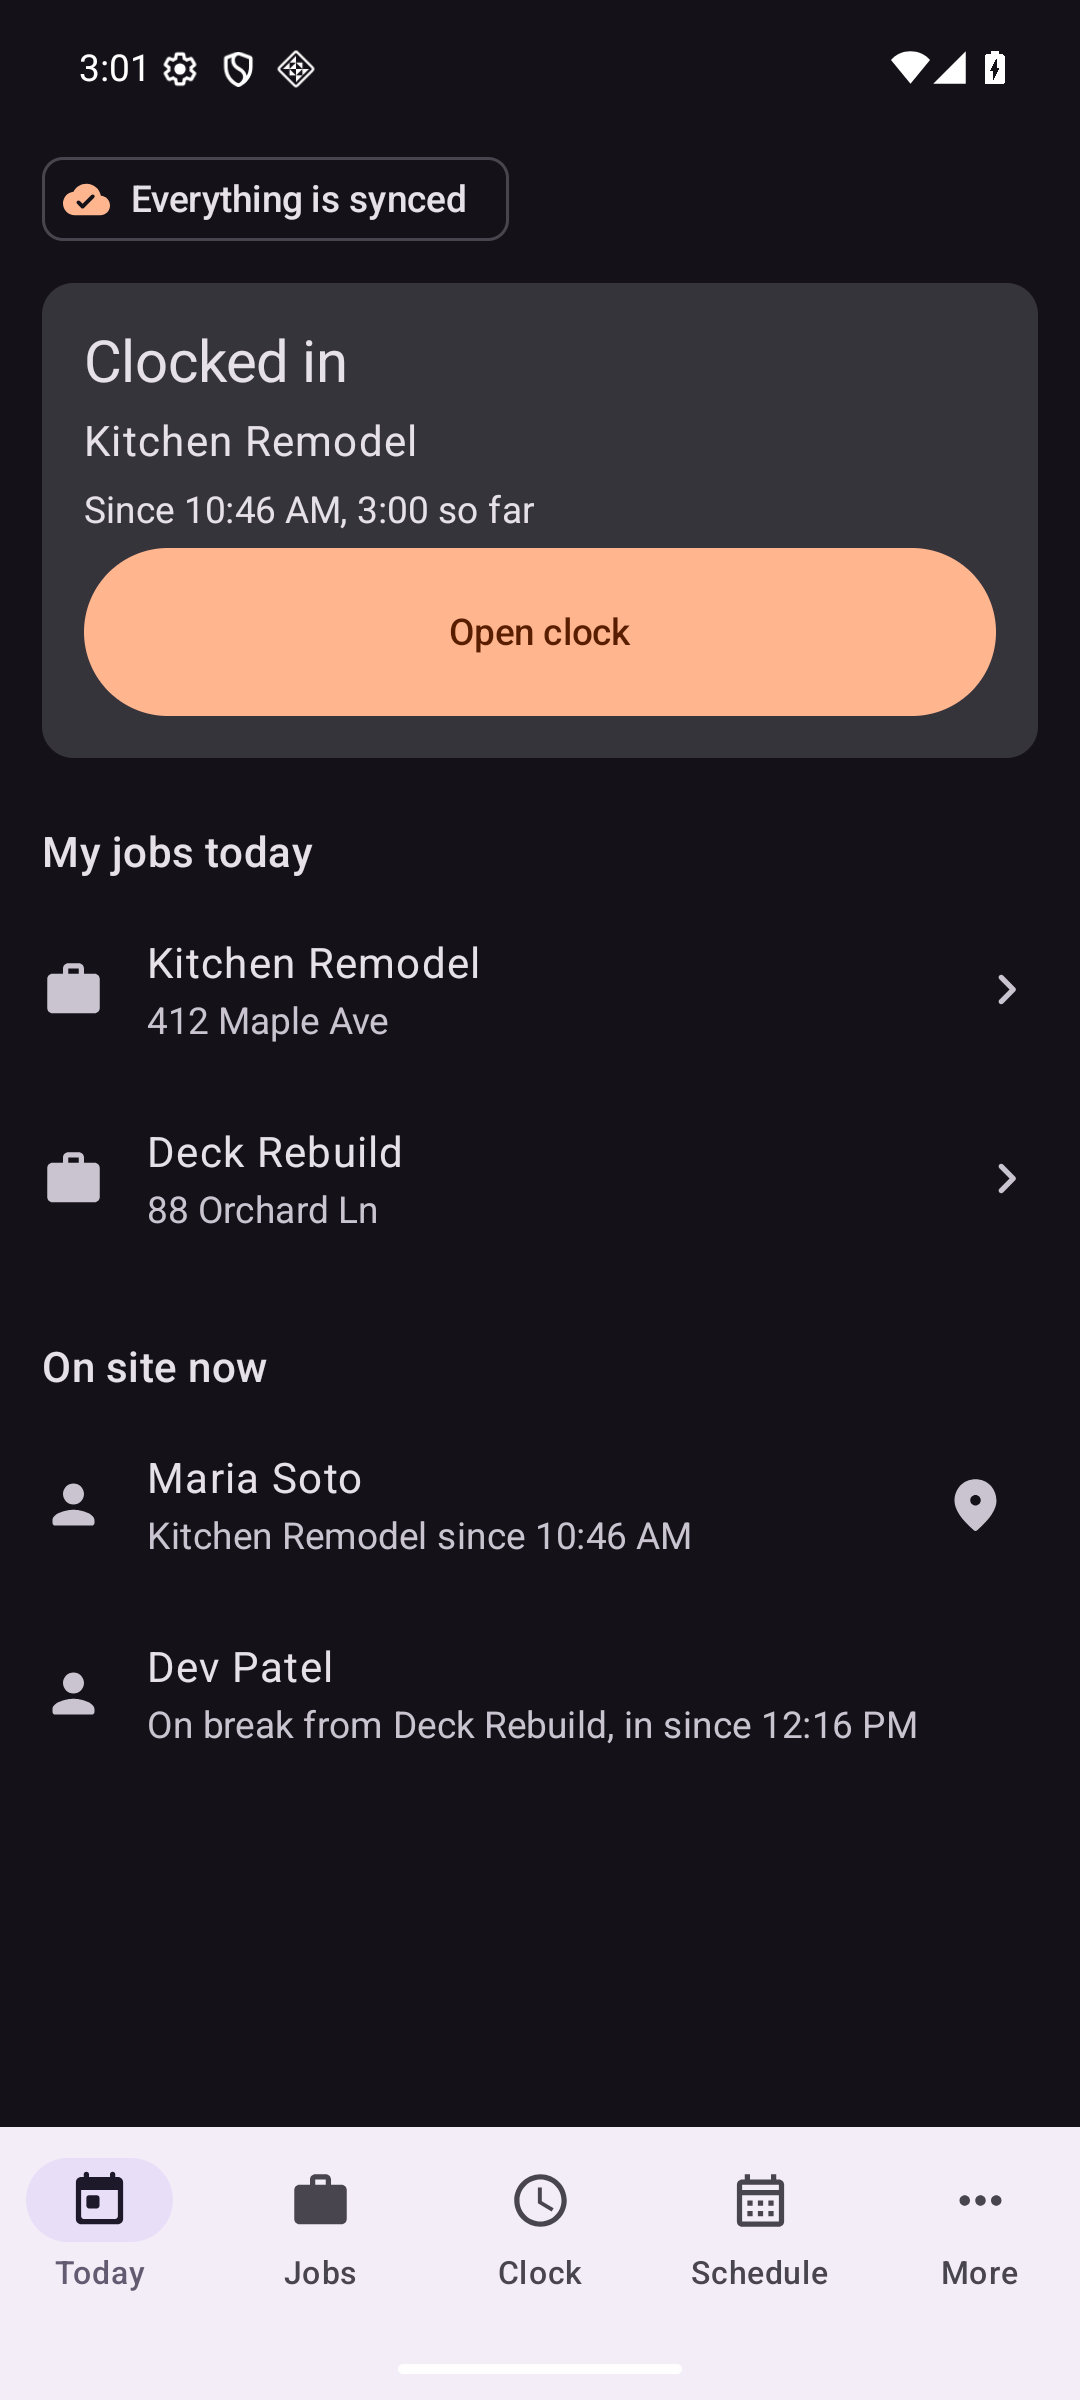 3:01
Everything is synced
Clocked in
Kitchen Remodel
Since 10:46 AM, 3:00 so far
Open clock
My jobs today
Kitchen Remodel
412 Maple Ave
Deck Rebuild
88 Orchard Ln
On site now
Maria Soto
Kitchen Remodel since 10:46 AM
Dev Patel
On break from Deck Rebuild, in since 12:16 PM
Today
Jobs
Clock
Schedule
More